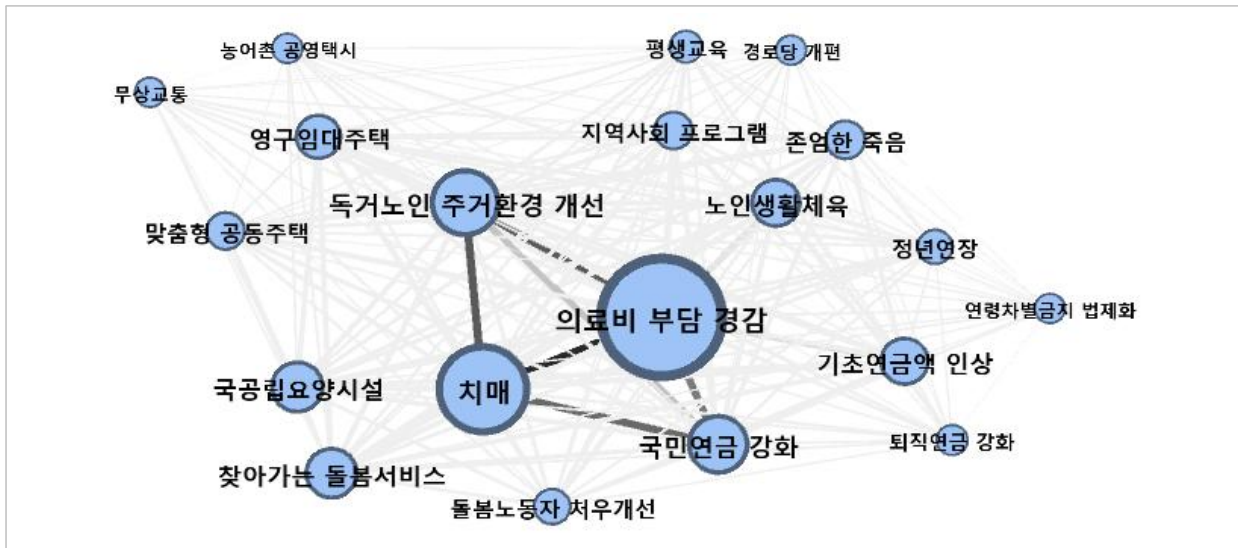 농어촌 공영택시
평생교육
경로당 개편
무상교통
영구임대주택
지역사회 프로그램
존엄한 죽음
독거노인 주거환경 개선
노인생활체육
맞춤형 공동주택
정년연장
연령차별금지 법제화
의료비 부담 경감
기초연금액 인상
국공립요양시설
치매
국민연금 강화
퇴직연금 강화
찾아가는 돌봄서비스
돌봄노동자 처우개선